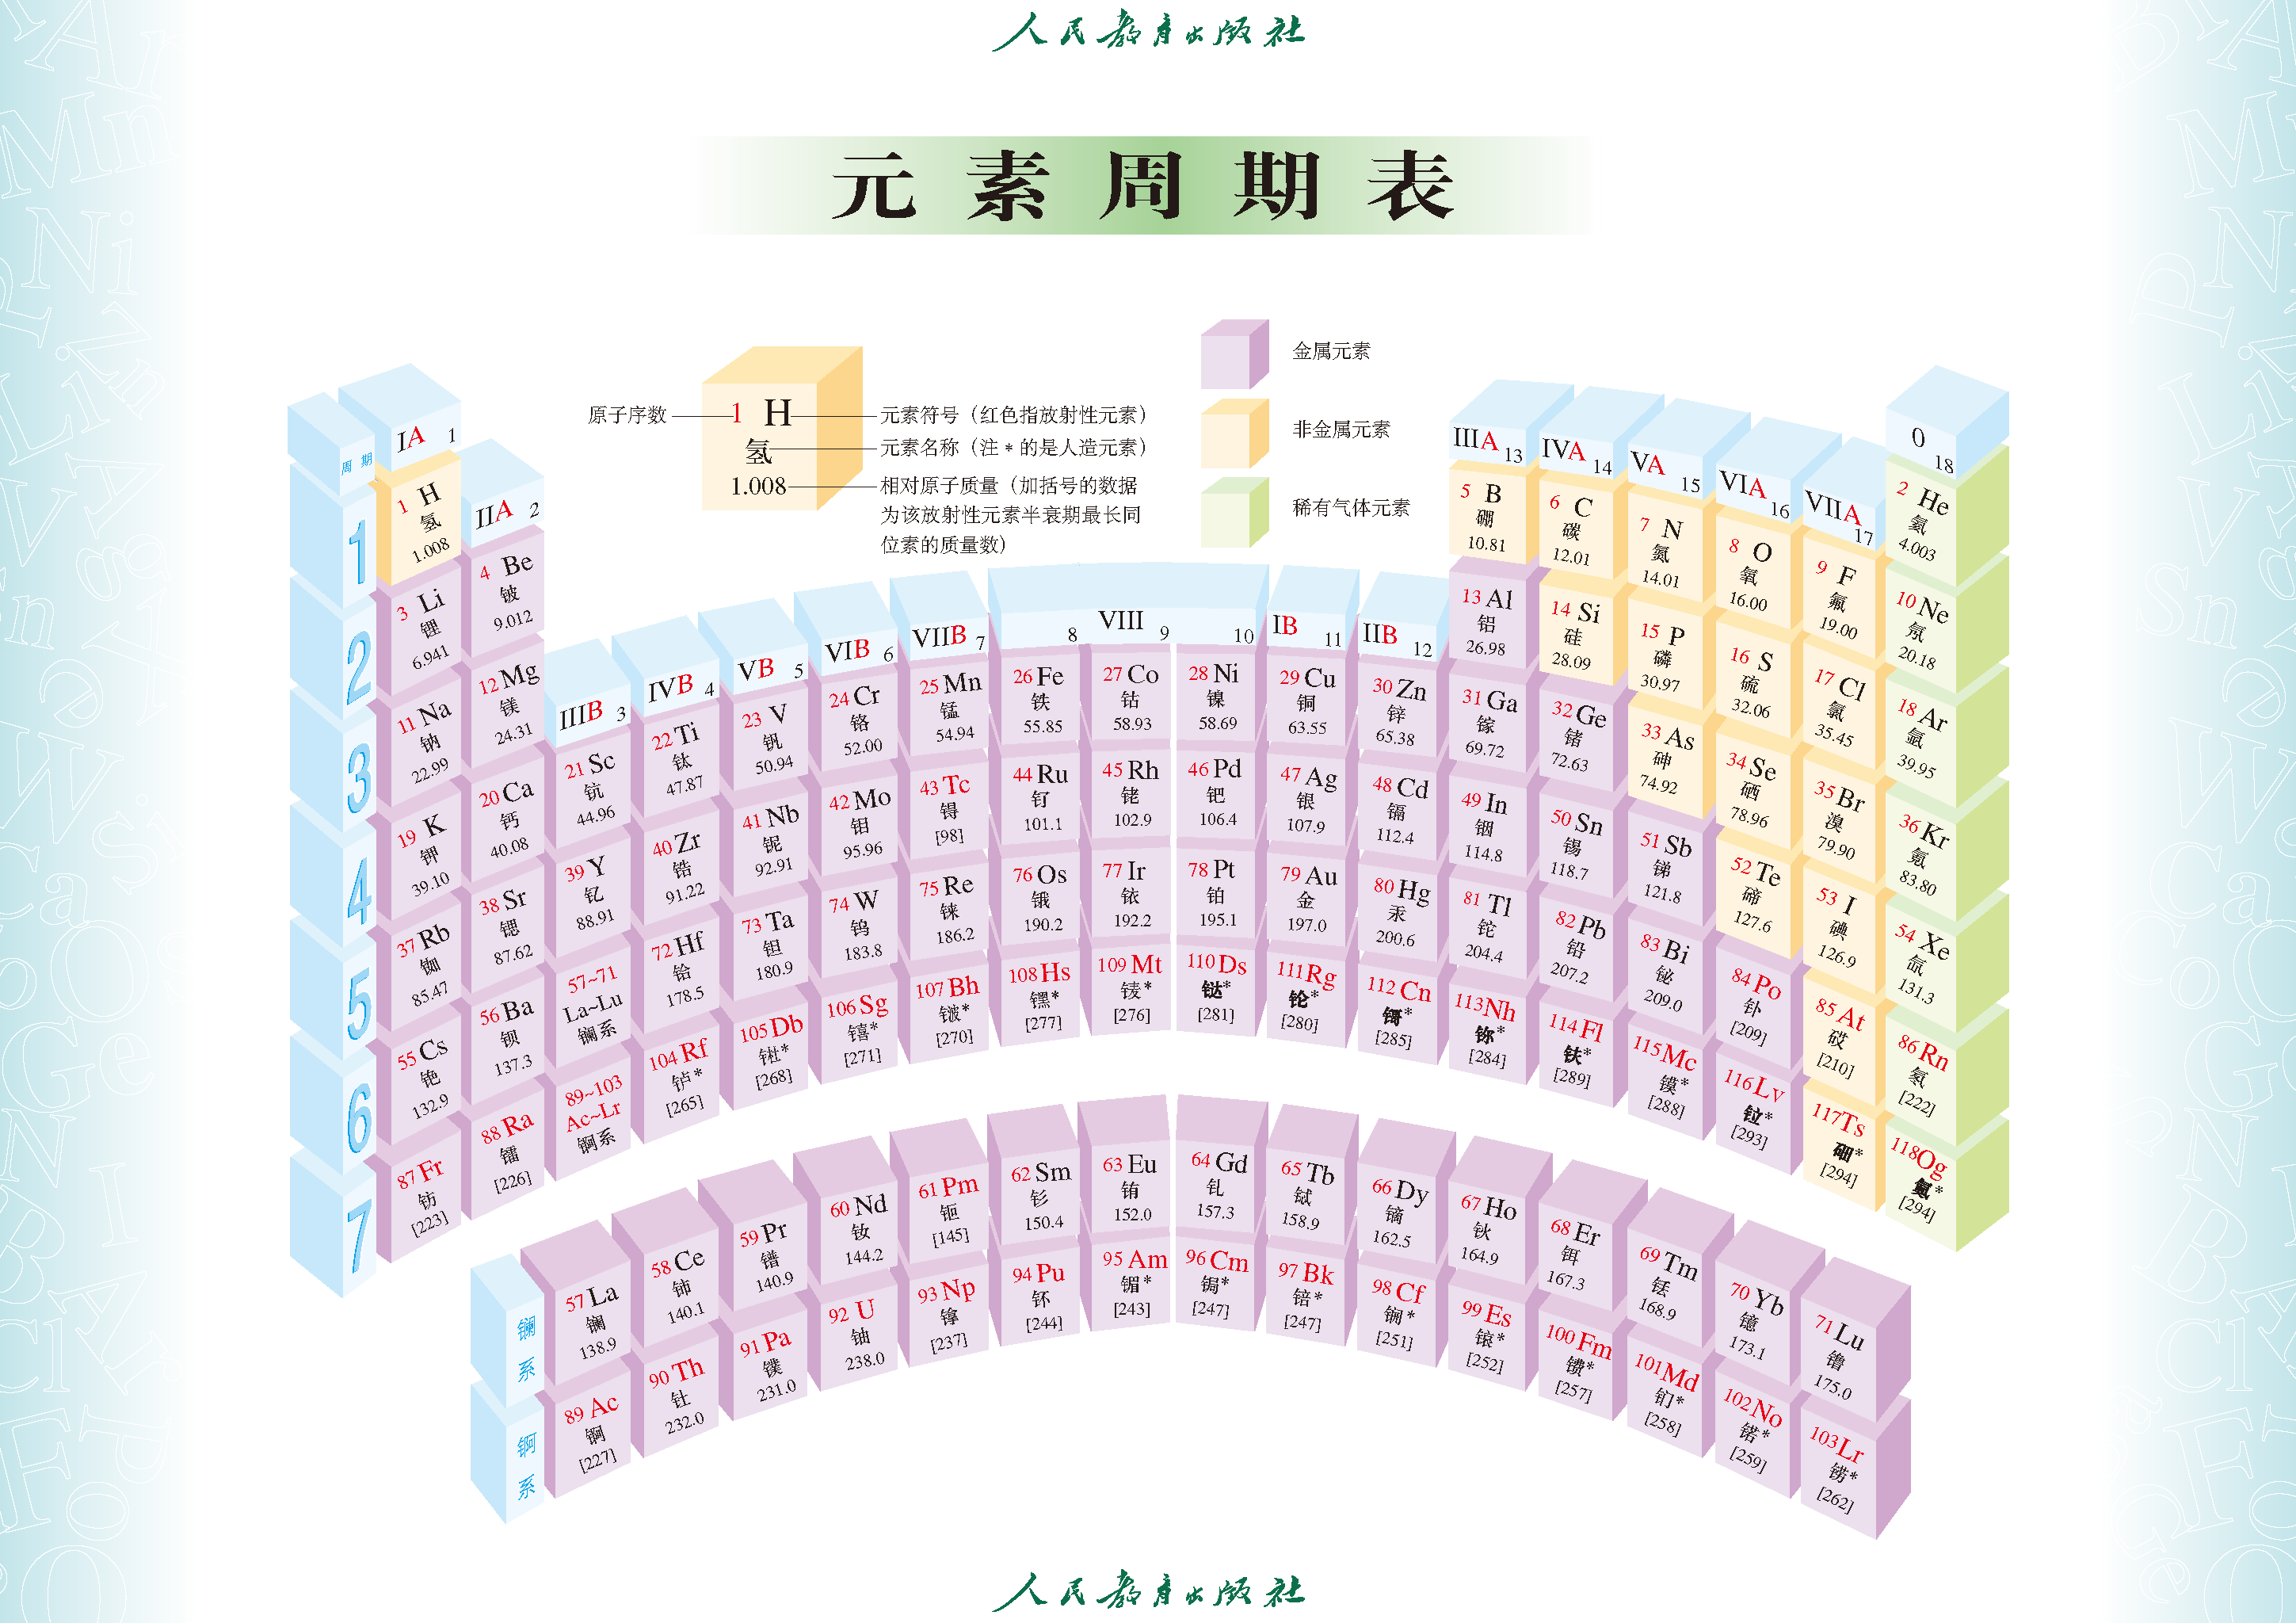 人民教育出版社
元素周期表
金属元素
非金属元素
稀有气体元素
原子序数
1 H
氢
1.008
元素符号（红色指放射性元素）
元素名称（注*的是人造元素）
相对原子质量（加括号的数据
为该放射性元素半衰期最长同
位素的质量数）
周期
IA 1
IIA 2
IIIB 3
IVB 4
VB 5
VIB 6
VIIB 7
VIII
8 9 10
IB 11
IIB 12
IIIA 13
IVA 14
VA 15
VIA 16
VIIA 17
0 18
1
1 H
氢
1.008
2 He
氦
4.003
2
3 Li
锂
6.941
4 Be
铍
9.012
5 B
硼
10.81
6 C
碳
12.01
7 N
氮
14.01
8 O
氧
16.00
9 F
氟
19.00
10 Ne
氖
20.18
3
11 Na
钠
22.99
12 Mg
镁
24.31
13 Al
铝
26.98
14 Si
硅
28.09
15 P
磷
30.97
16 S
硫
32.06
17 Cl
氯
35.45
18 Ar
氩
39.95
4
19 K
钾
39.10
20 Ca
钙
40.08
21 Sc
钪
44.96
22 Ti
钛
47.87
23 V
钒
50.94
24 Cr
铬
52.00
25 Mn
锰
54.94
26 Fe
铁
55.85
27 Co
钴
58.93
28 Ni
镍
58.69
29 Cu
铜
63.55
30 Zn
锌
65.38
31 Ga
镓
69.72
32 Ge
锗
72.63
33 As
砷
74.92
34 Se
硒
78.96
35 Br
溴
79.90
36 Kr
氪
83.80
5
37 Rb
铷
85.47
38 Sr
锶
87.62
39 Y
钇
88.91
40 Zr
锆
91.22
41 Nb
铌
92.91
42 Mo
钼
95.96
43 Tc
锝
[98]
44 Ru
钌
101.1
45 Rh
铑
102.9
46 Pd
钯
106.4
47 Ag
银
107.9
48 Cd
镉
112.4
49 In
铟
114.8
50 Sn
锡
118.7
51 Sb
锑
121.8
52 Te
碲
127.6
53 I
碘
126.9
54 Xe
氙
131.3
6
55 Cs
铯
132.9
56 Ba
钡
137.3
57~71
La~Lu
镧系
72 Hf
铪
178.5
73 Ta
钽
180.9
74 W
钨
183.8
75 Re
铼
186.2
76 Os
锇
190.2
77 Ir
铱
192.2
78 Pt
铂
195.1
79 Au
金
197.0
80 Hg
汞
200.6
81 Tl
铊
204.4
82 Pb
铅
207.2
83 Bi
铋
209.0
84 Po
钋
[209]
85 At
砹
[210]
86 Rn
氡
[222]
7
87 Fr
钫
[223]
88 Ra
镭
[226]
89~103
Ac~Lr
锕系
104 Rf
𬬻*
[265]
105 Db
𬭊*
[268]
106 Sg
𬭳*
[271]
107 Bh
𬭛*
[270]
108 Hs
𬭶*
[277]
109 Mt
鿏*
[276]
110 Ds
𫟼*
[281]
111 Rg
𬬭*
[280]
112 Cn
鿔*
[285]
113 Nh
鿭*
[284]
114 Fl
𫓧*
[289]
115 Mc
镆*
[288]
116 Lv
𫟷*
[293]
117 Ts
鿬*
[294]
118 Og
鿫*
[294]
镧系
57 La
镧
138.9
58 Ce
铈
140.1
59 Pr
镨
140.9
60 Nd
钕
144.2
61 Pm
钷
[145]
62 Sm
钐
150.4
63 Eu
铕
152.0
64 Gd
钆
157.3
65 Tb
铽
158.9
66 Dy
镝
162.5
67 Ho
钬
164.9
68 Er
铒
167.3
69 Tm
铥
168.9
70 Yb
镱
173.1
71 Lu
镥
175.0
锕系
89 Ac
锕
[227]
90 Th
钍
232.0
91 Pa
镤
231.0
92 U
铀
238.0
93 Np
镎
[237]
94 Pu
钚
[244]
95 Am
镅*
[243]
96 Cm
锔*
[247]
97 Bk
锫*
[247]
98 Cf
锎*
[251]
99 Es
锿*
[252]
100 Fm
镄*
[257]
101 Md
钔*
[258]
102 No
锘*
[259]
103 Lr
铹*
[262]
人民教育出版社